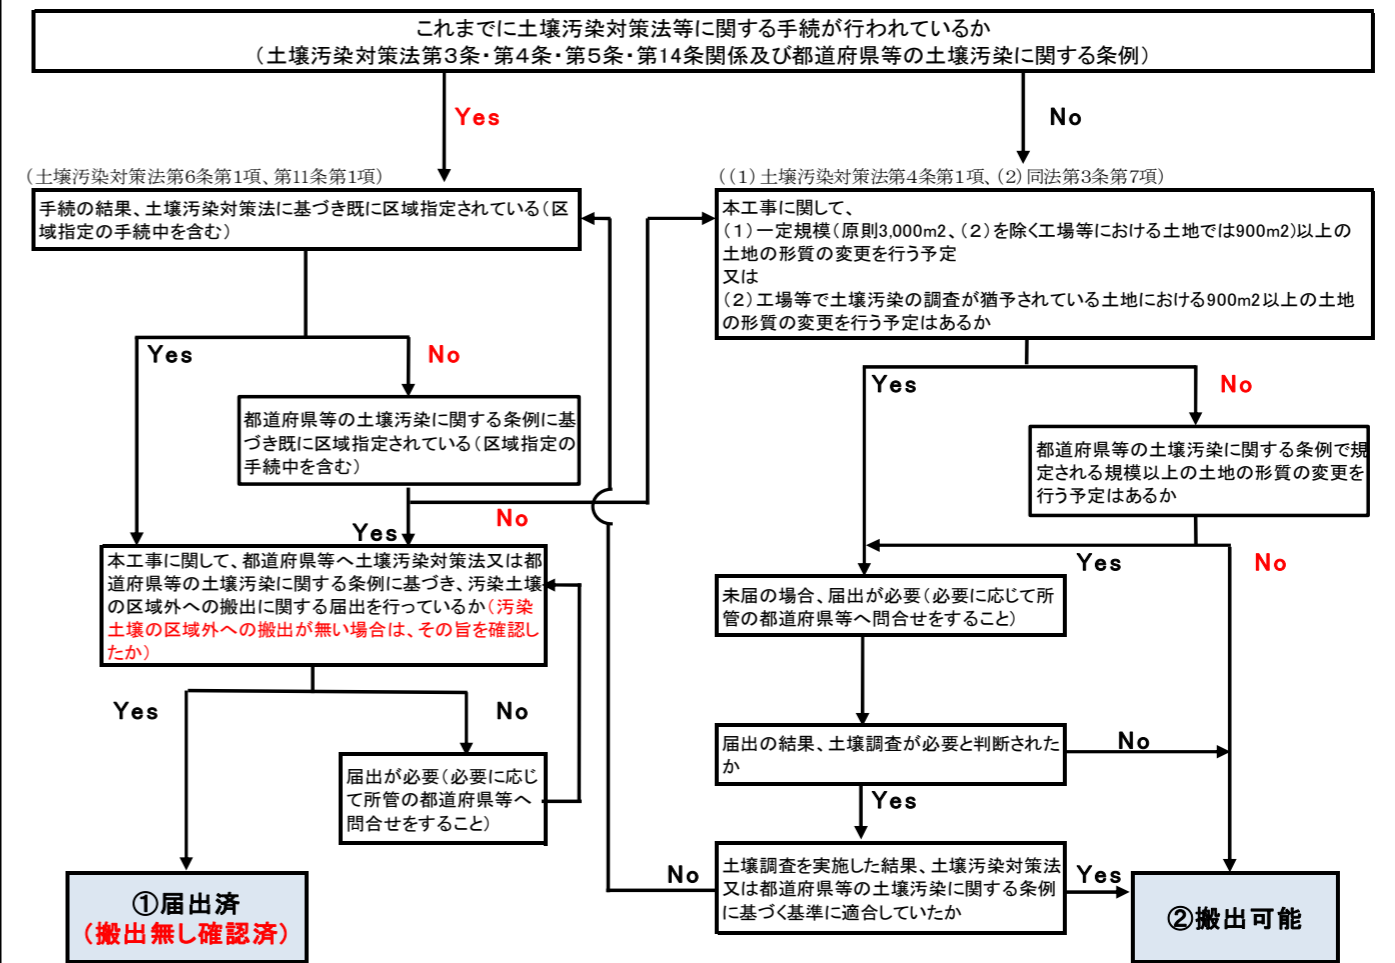 これまでに土壌汚染対策法等に関する手続が行われているか
（土壌汚染対策法第３条・第４条・第５条・第14条関係及び都道府県等の土壌汚染に関する条例）
Yes
No
（土壌汚染対策法第6条第1項、第11条第1項）
手続の結果、土壌汚染対策法に基づき既に区域指定されている（区
域指定の手続中を含む）
Yes
No
都道府県等の土壌汚染に関する条例に基
づき既に区域指定されている（区域指定の
手続中を含む）
Yes
No
本工事に関して、都道府県等へ土壌汚染対策法又は都
道府県等の土壌汚染に関する条例に基づき、汚染土壌
の区域外への搬出に関する届出を行っているか（汚染
土壌の区域外への搬出が無い場合は、その旨を確認し
たか）
Yes
No
届出が必要（必要に応じ
て所管の都道府県等へ
問合せをすること）
①届出済
（搬出無し確認済）
（(1)土壌汚染対策法第4条第1項、(2)同法第3条第7項）
本工事に関して、
（１）一定規模（原則3,000m2、（２）を除く工場等における土地では900m2）以上の
土地の形質の変更を行う予定
又は
（２）工場等で土壌汚染の調査が猶予されている土地における900m2以上の土地
の形質の変更を行う予定はあるか
Yes
No
都道府県等の土壌汚染に関する条例で規
定される規模以上の土地の形質の変更を
行う予定はあるか
Yes
No
未届の場合、届出が必要（必要に応じて所
管の都道府県等へ問合せをすること）
届出の結果、土壌調査が必要と判断された
か
No
Yes
土壌調査を実施した結果、土壌汚染対策法
又は都道府県等の土壌汚染に関する条例
に基づく基準に適合していたか
No
Yes
②搬出可能